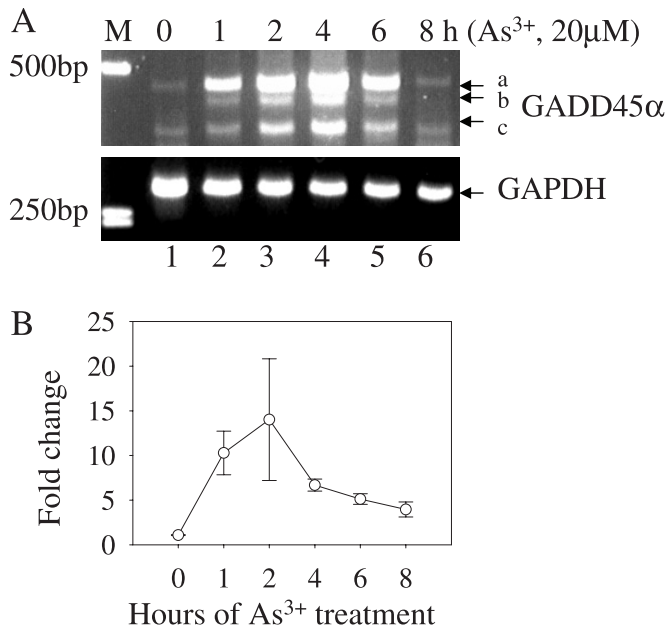 A
M 0 1 2 4 6 8 h (As³⁺, 20μM)
500bp
a
b
c
GADD45α
GAPDH
250bp
1 2 3 4 5 6
B
25
20
15
10
5
0
Fold change
0 1 2 4 6 8
Hours of As³⁺ treatment